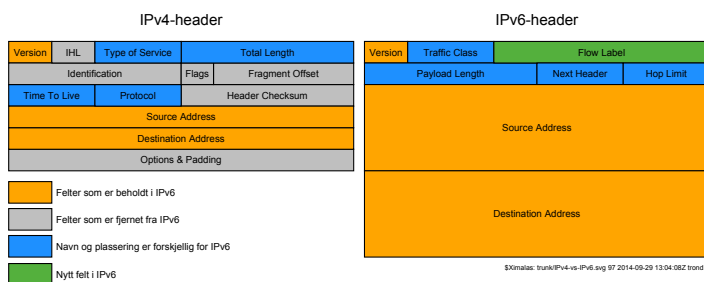 IPv4-header
Version IHL Type of Service Total Length
Identification Flags Fragment Offset
Time To Live Protocol Header Checksum
Source Address
Destination Address
Options & Padding
Felter som er beholdt i IPv6
Felter som er fjernet fra IPv6
Navn og plassering er forskjellig for IPv6
Nytt felt i IPv6
IPv6-header
Version Traffic Class Flow Label
Payload Length Next Header Hop Limit
Source Address
Destination Address
$Ximalas: trunk/IPv4-vs-IPv6.svg 97 2014-09-29 13:04:08Z trond